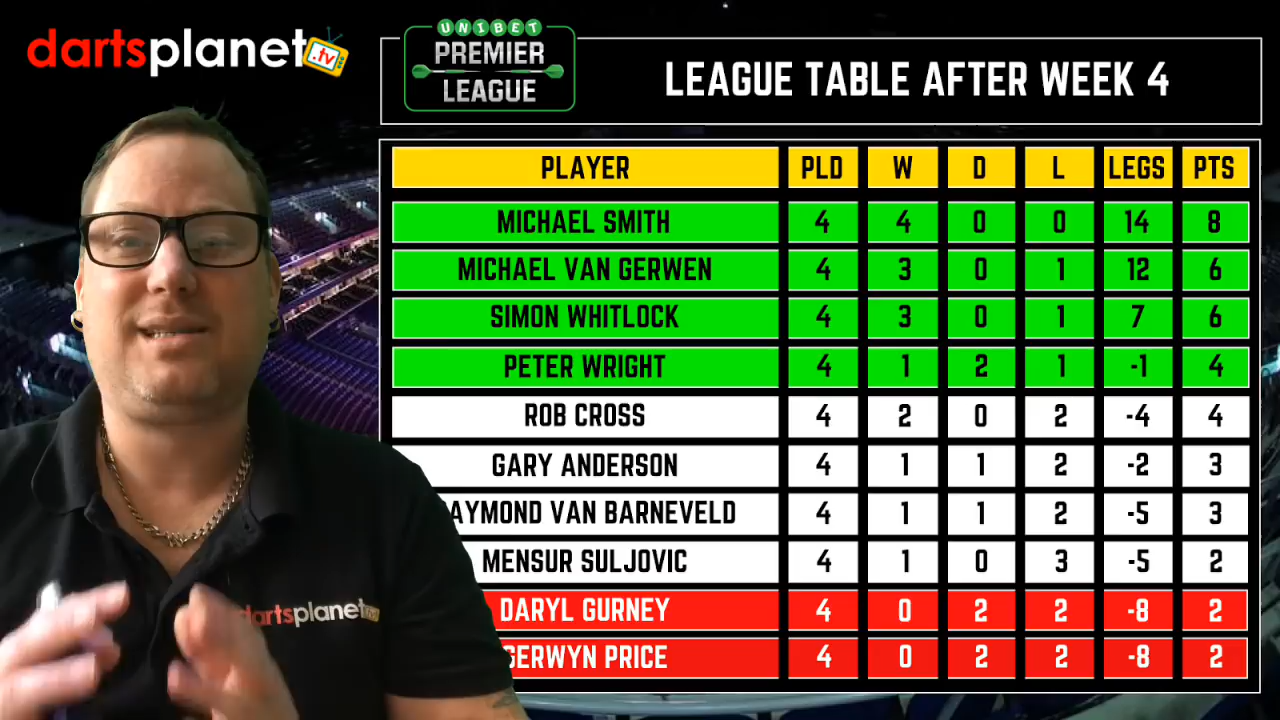 dartsplanet.tv
UNIBET
PREMIER
LEAGUE
LEAGUE TABLE AFTER WEEK 4
PLAYER PLD W D L LEGS PTS
MICHAEL SMITH 4 4 0 0 14 8
MICHAEL VAN GERWEN 4 3 0 1 12 6
SIMON WHITLOCK 4 3 0 1 7 6
PETER WRIGHT 4 1 2 1 -1 4
ROB CROSS 4 2 0 2 -4 4
GARY ANDERSON 4 1 1 2 -2 3
AYMOND VAN BARNEVELD 4 1 1 2 -5 3
MENSUR SULJOVIC 4 1 0 3 -5 2
DARYL GURNEY 4 0 2 2 -8 2
GERWYN PRICE 4 0 2 2 -8 2
dartsplanet